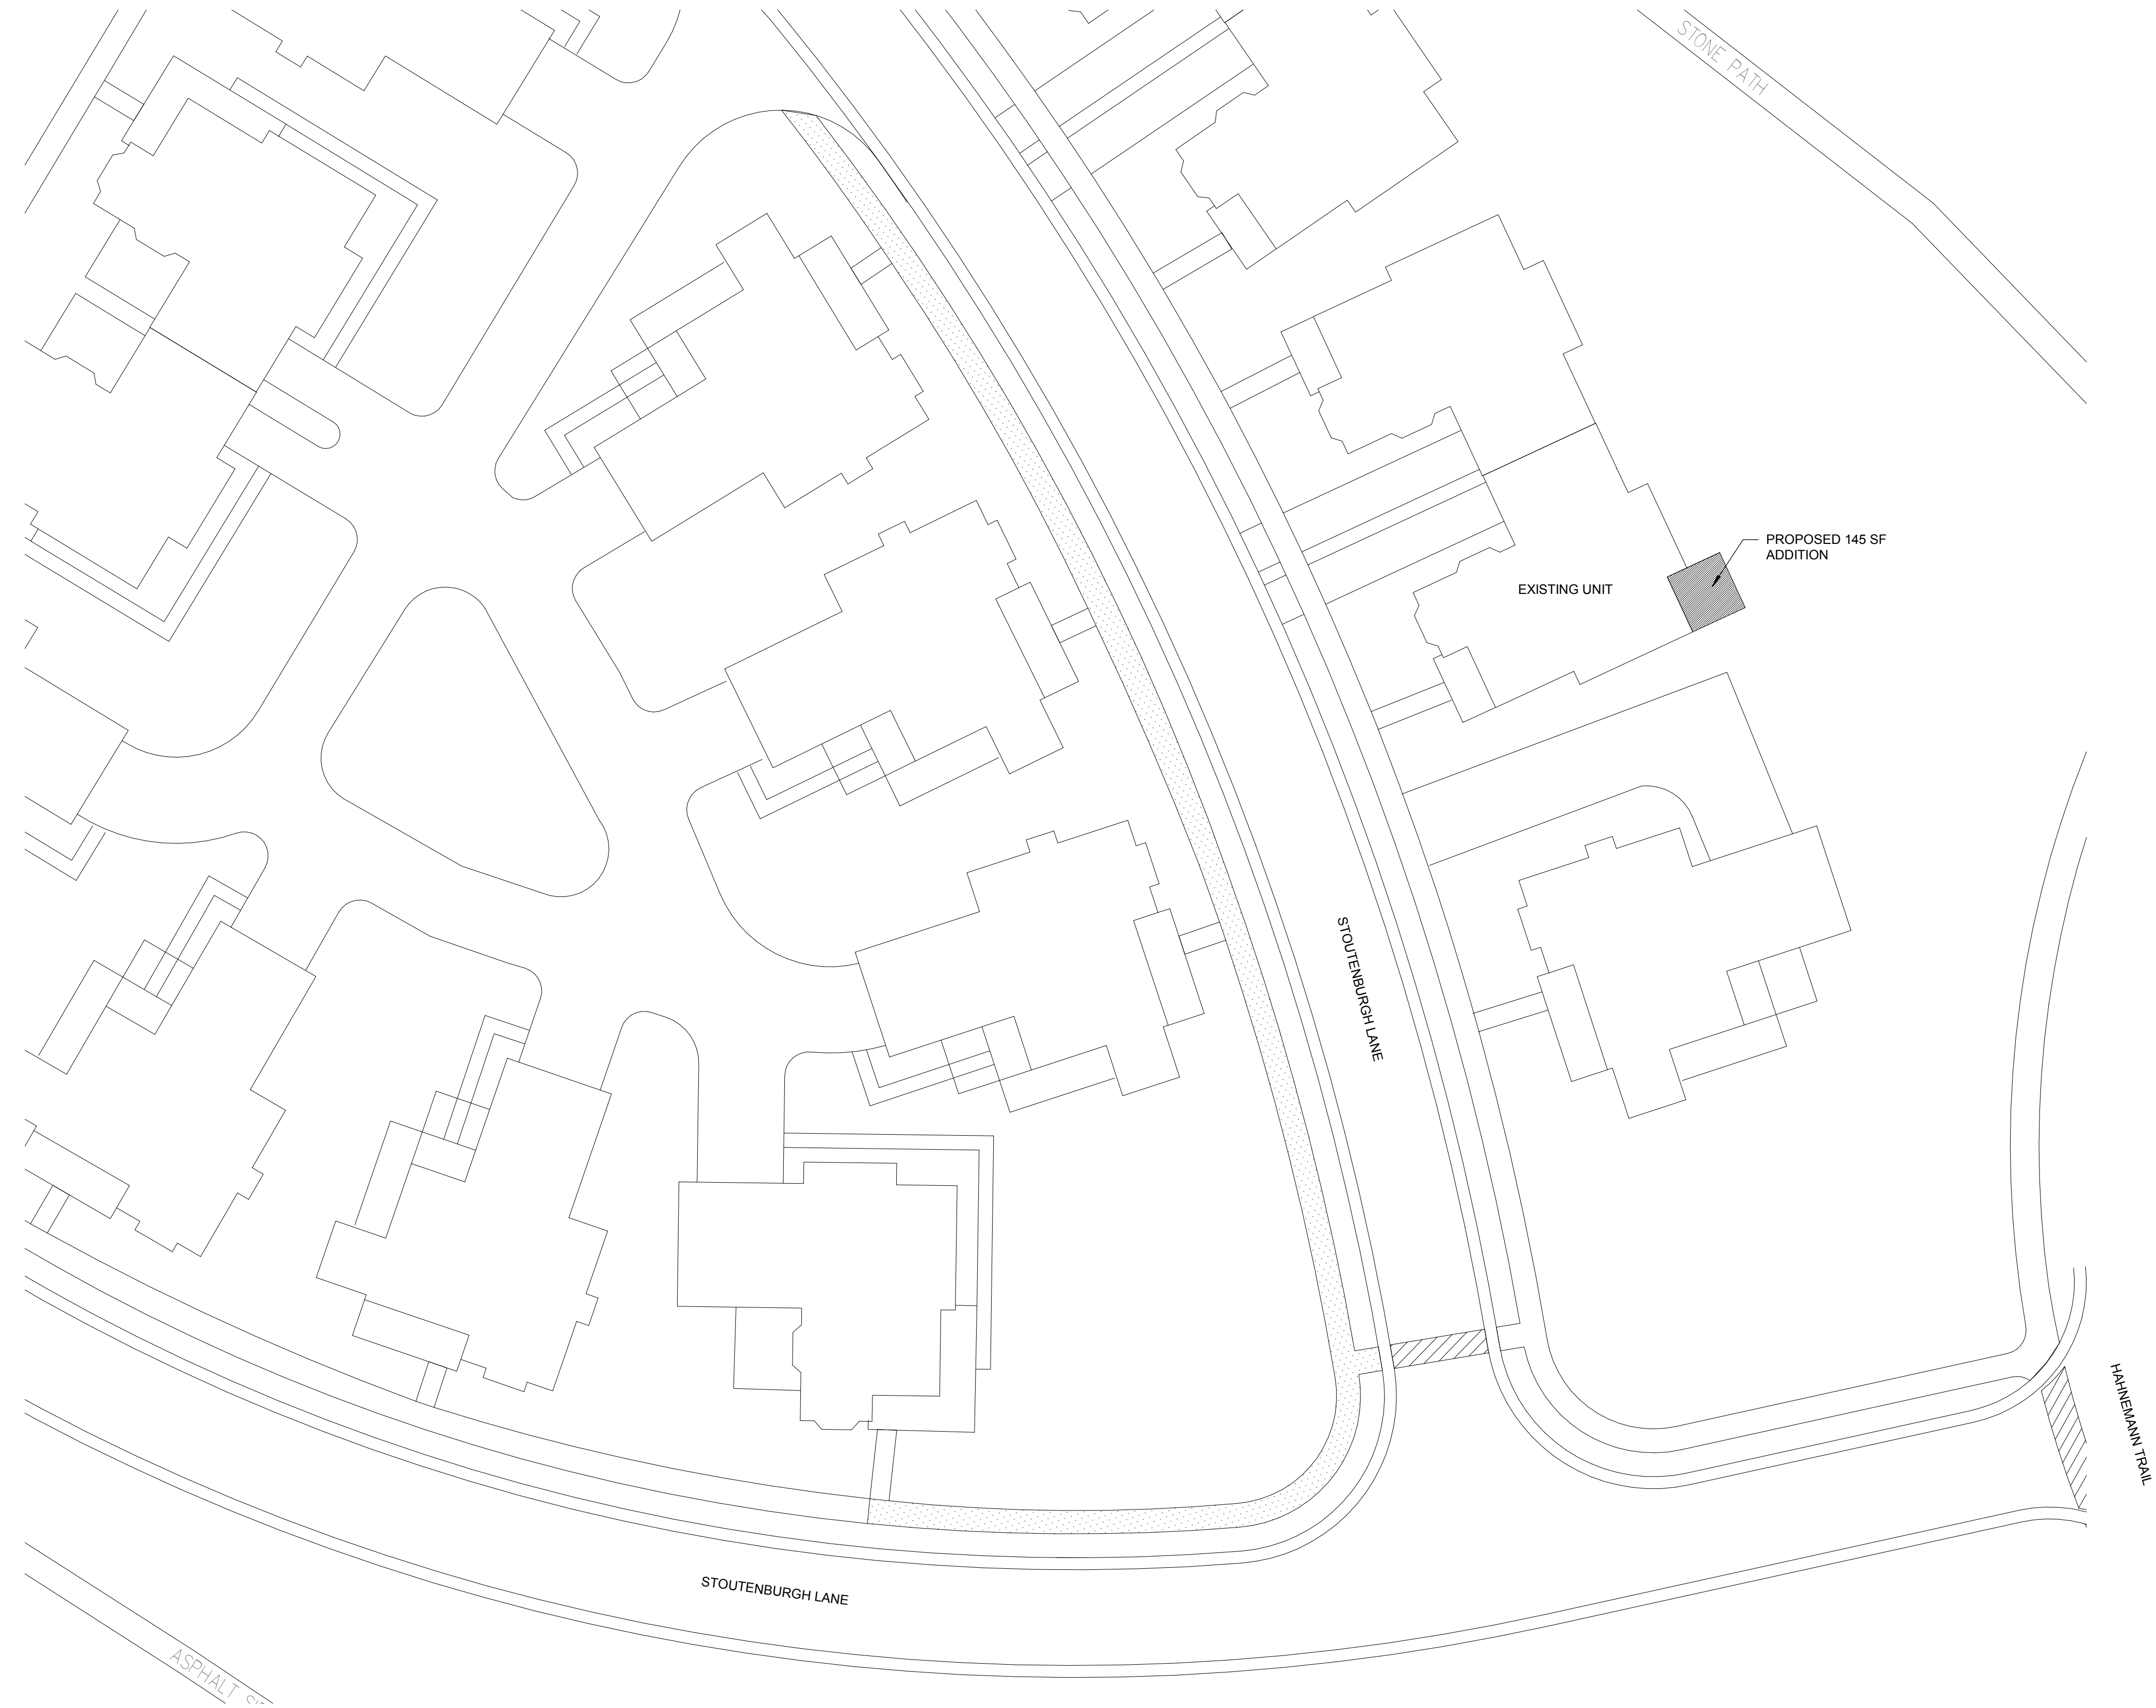 STONE PATH
PROPOSED 145 SF
ADDITION
EXISTING UNIT
STOUTENBURGH LANE
HAHNEMANN TRAIL
STOUTENBURGH LANE
ASPHALT